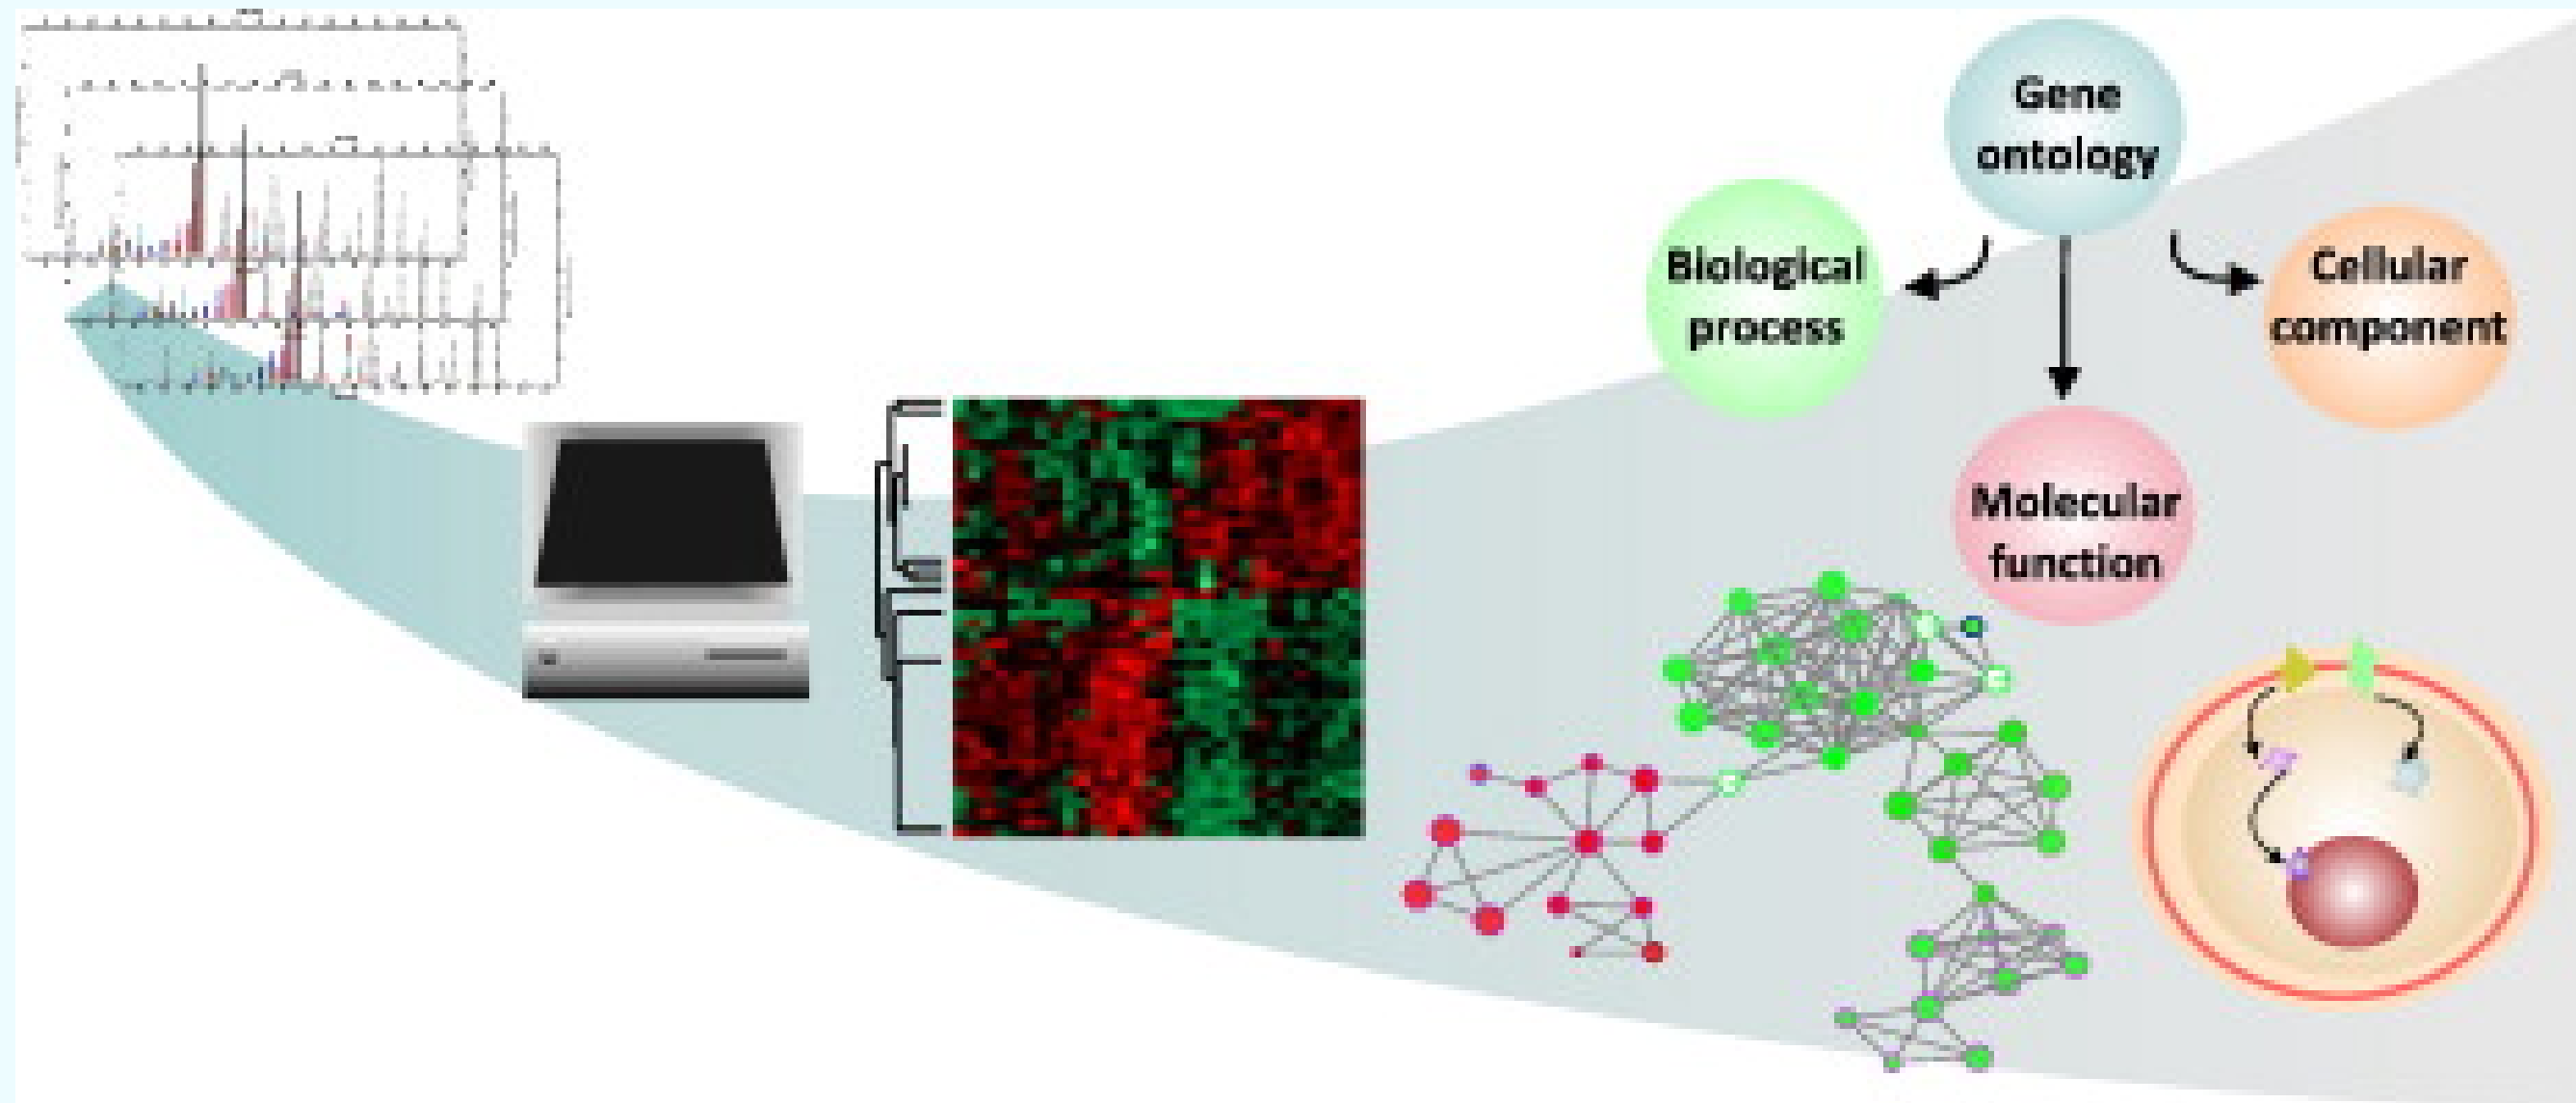 Gene
ontology
Biological
process
Cellular
component
Molecular
function